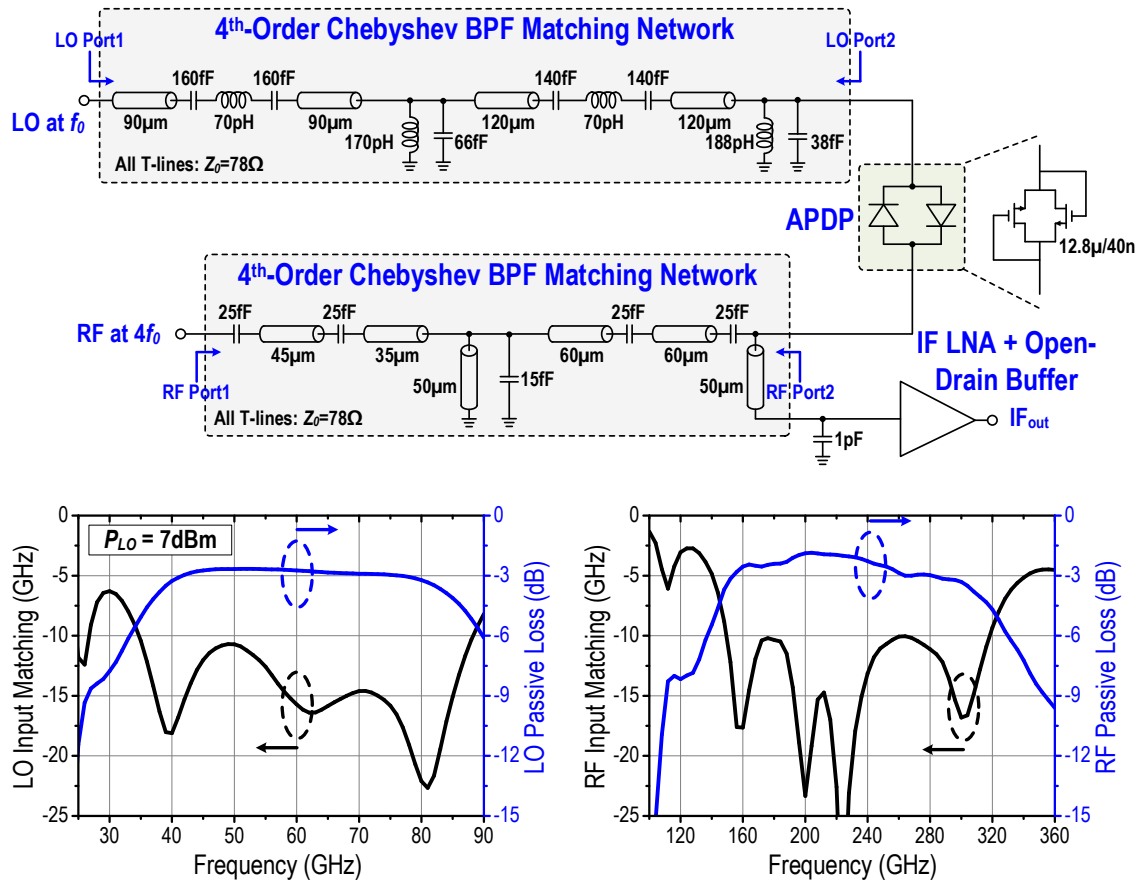 4th-Order Chebyshev BPF Matching Network
LO Port1
LO Port2
160fF
160fF
140fF
140fF
LO at f0
90μm
70pH
90μm
120μm
70pH
120μm
170pH
66fF
188pH
38fF
All T-lines: Z0=78Ω
APDP
12.8μ/40n
4th-Order Chebyshev BPF Matching Network
25fF
25fF
25fF
25fF
RF at 4f0
45μm
35μm
60μm
60μm
RF Port1
50μm
15fF
50μm
RF Port2
All T-lines: Z0=78Ω
IF LNA + Open-
Drain Buffer
1pF
IFout
PLO = 7dBm
LO Input Matching (GHz)
0
-5
-10
-15
-20
-25
30
40
50
60
70
80
90
Frequency (GHz)
0
-3
-6
-9
-12
-15
LO Passive Loss (dB)
RF Input Matching (GHz)
0
-5
-10
-15
-20
-25
120
160
200
240
280
320
360
Frequency (GHz)
0
-3
-6
-9
-12
-15
RF Passive Loss (dB)